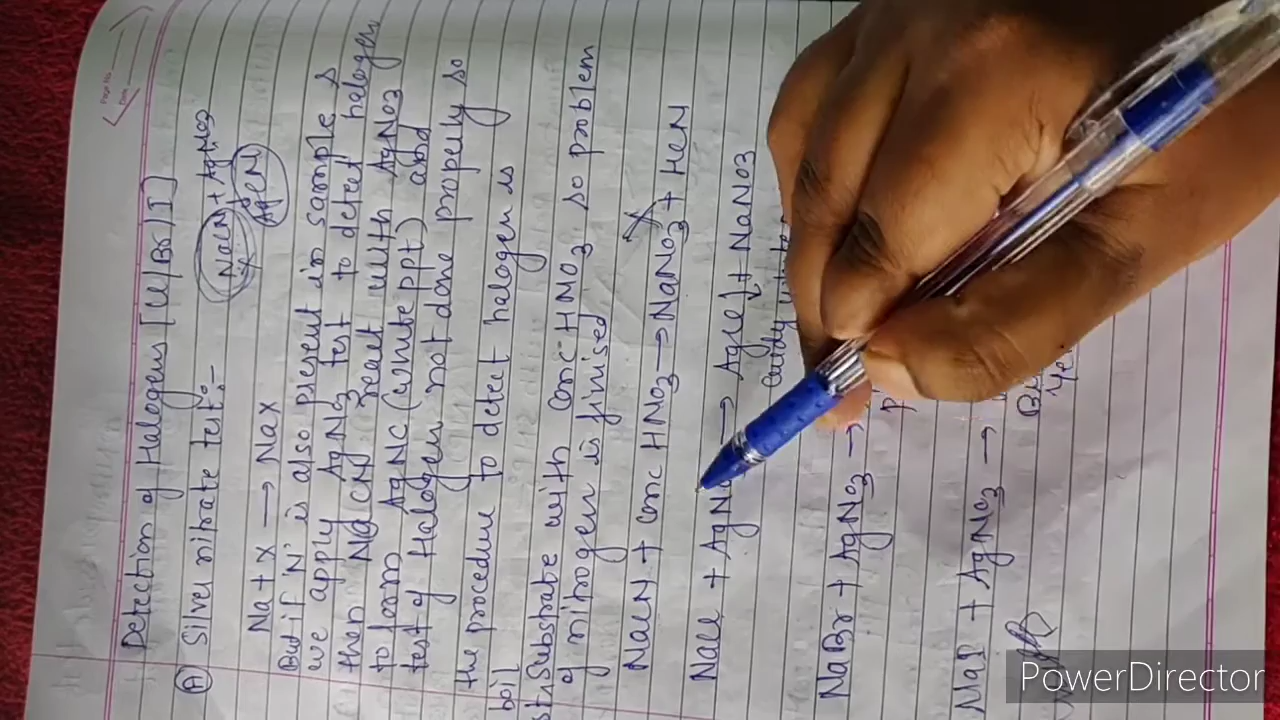 Page No.
Date
Detection of Halogens [Cl/Br/I]
(A) Silver nitrate test:-
NaCN + AgNO3
AgCN
Na + X → NaX
But if 'N' is also present in sample &
we apply AgNO3 test to detect halogen
then NaCN react with AgNO3
to form AgNC (white ppt) and
test of Halogen not done properly so
the procedure to detect halogen is
boil
Substrate with conc. HNO3 so problem
of nitrogen is finised
NaCN + conc HNO3 → NaNO3 + HCN
NaCl + AgNO → AgCl ↓ + NaNO3
curdy white
NaBr + AgNO3 →
NaI + AgNO3 →
PowerDirector